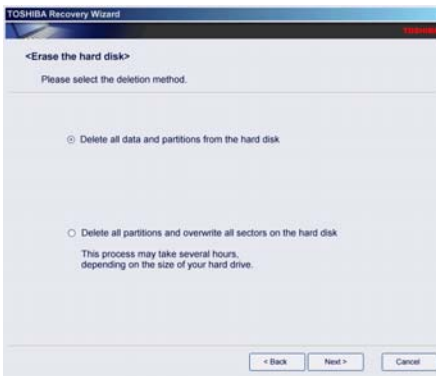 TOSHIBA Recovery Wizard
TOSHIBA
<Erase the hard disk>
Please select the deletion method.
Delete all data and partitions from the hard disk
Delete all partitions and overwrite all sectors on the hard disk
This process may take several hours,
depending on the size of your hard drive.
< Back Next > Cancel